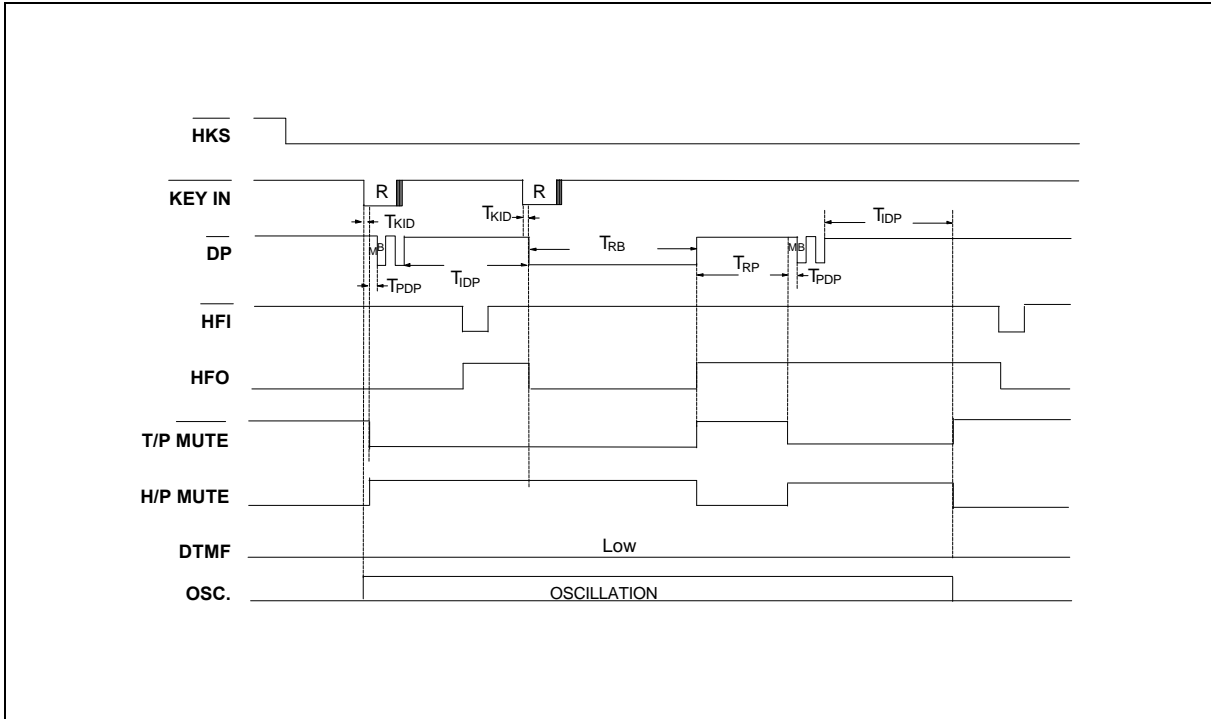 HKS
KEY IN
R
R
TKID
TKID
DP
MB
TPDP
TIDP
TRB
TRP
MB
TPDP
TIDP
HFI
HFO
T/P MUTE
H/P MUTE
DTMF
Low
OSC.
OSCILLATION